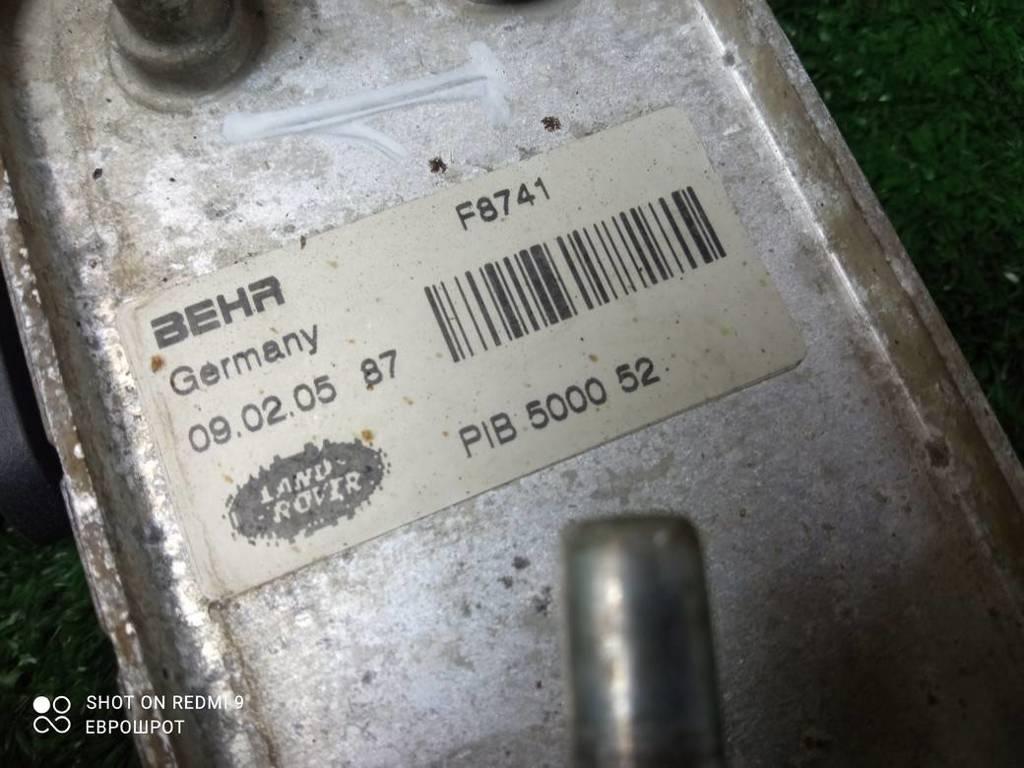 F8741
BEHR
Germany
09.02.05 87
PIB 5000 52
LAND-
ROVER
SHOT ON REDMI 9
ЕВРОШРОТ